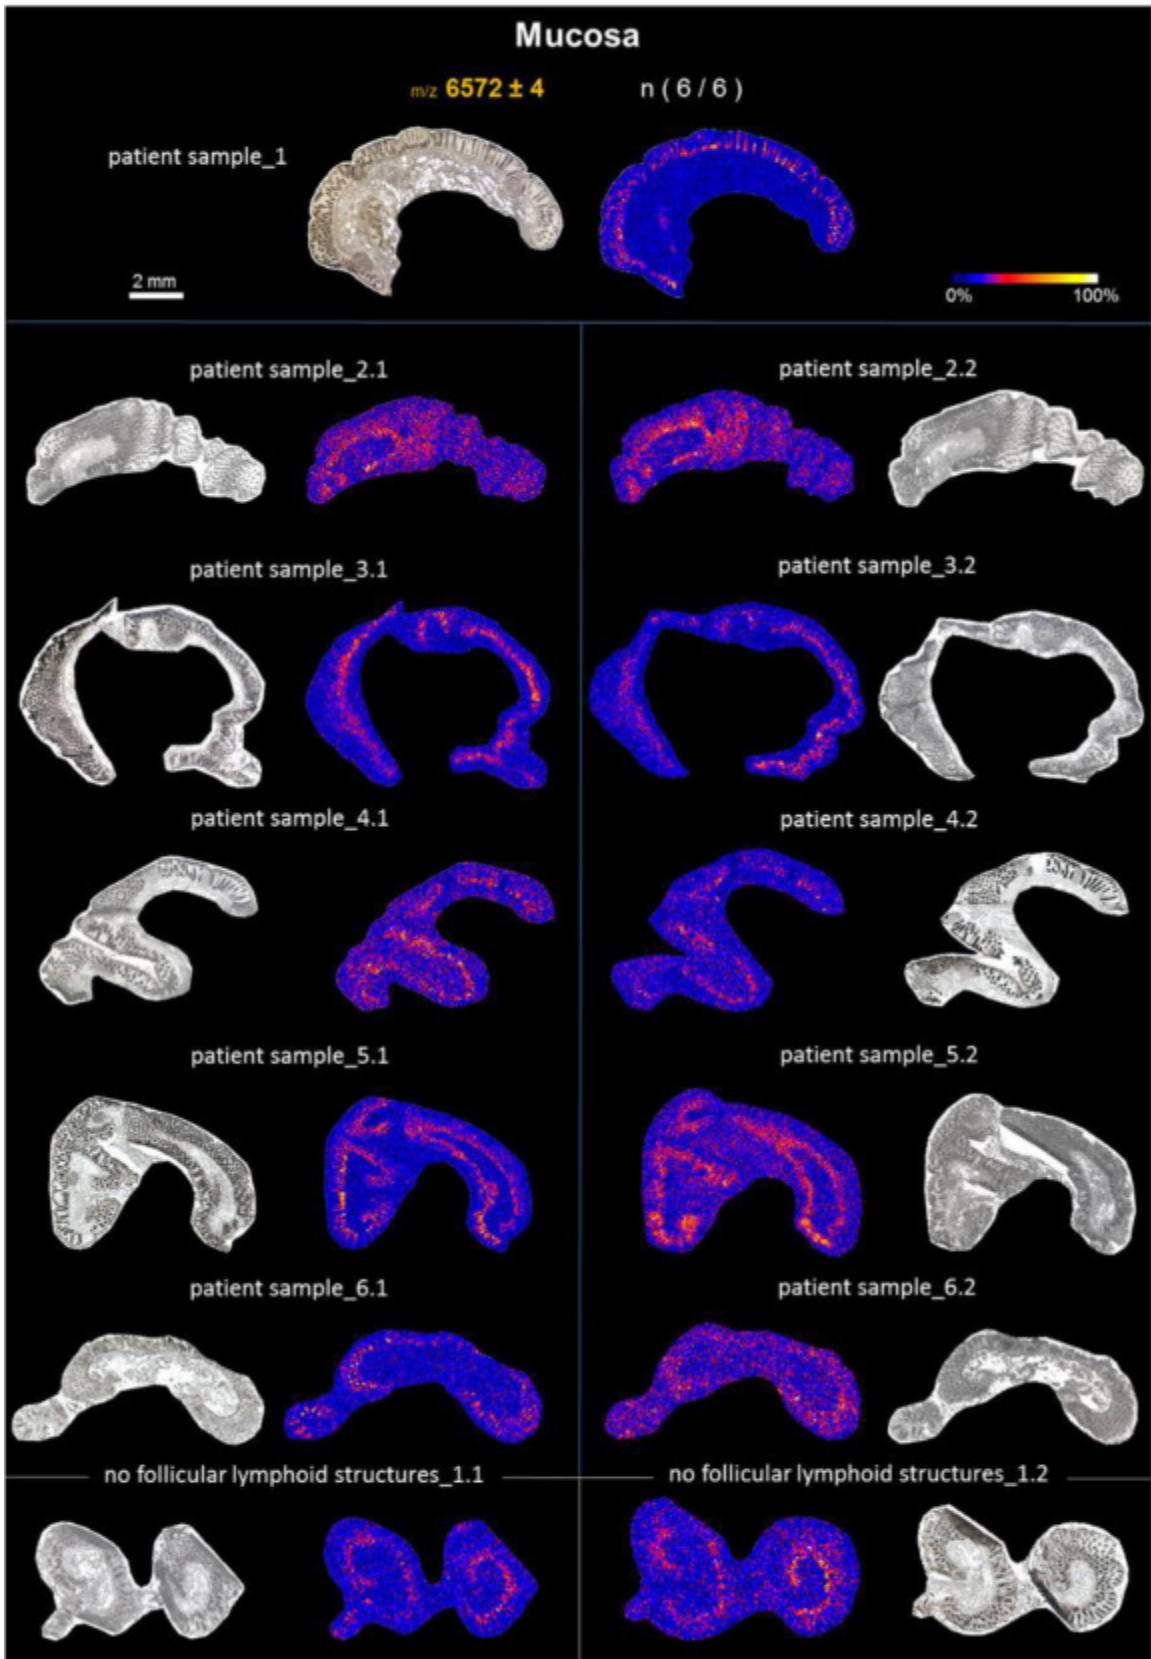 Mucosa
m/z 6572 ± 4 n ( 6 / 6 )
patient sample_1
2 mm
0% 100%
patient sample_2.1 patient sample_2.2
patient sample_3.1 patient sample_3.2
patient sample_4.1 patient sample_4.2
patient sample_5.1 patient sample_5.2
patient sample_6.1 patient sample_6.2
no follicular lymphoid structures_1.1 no follicular lymphoid structures_1.2